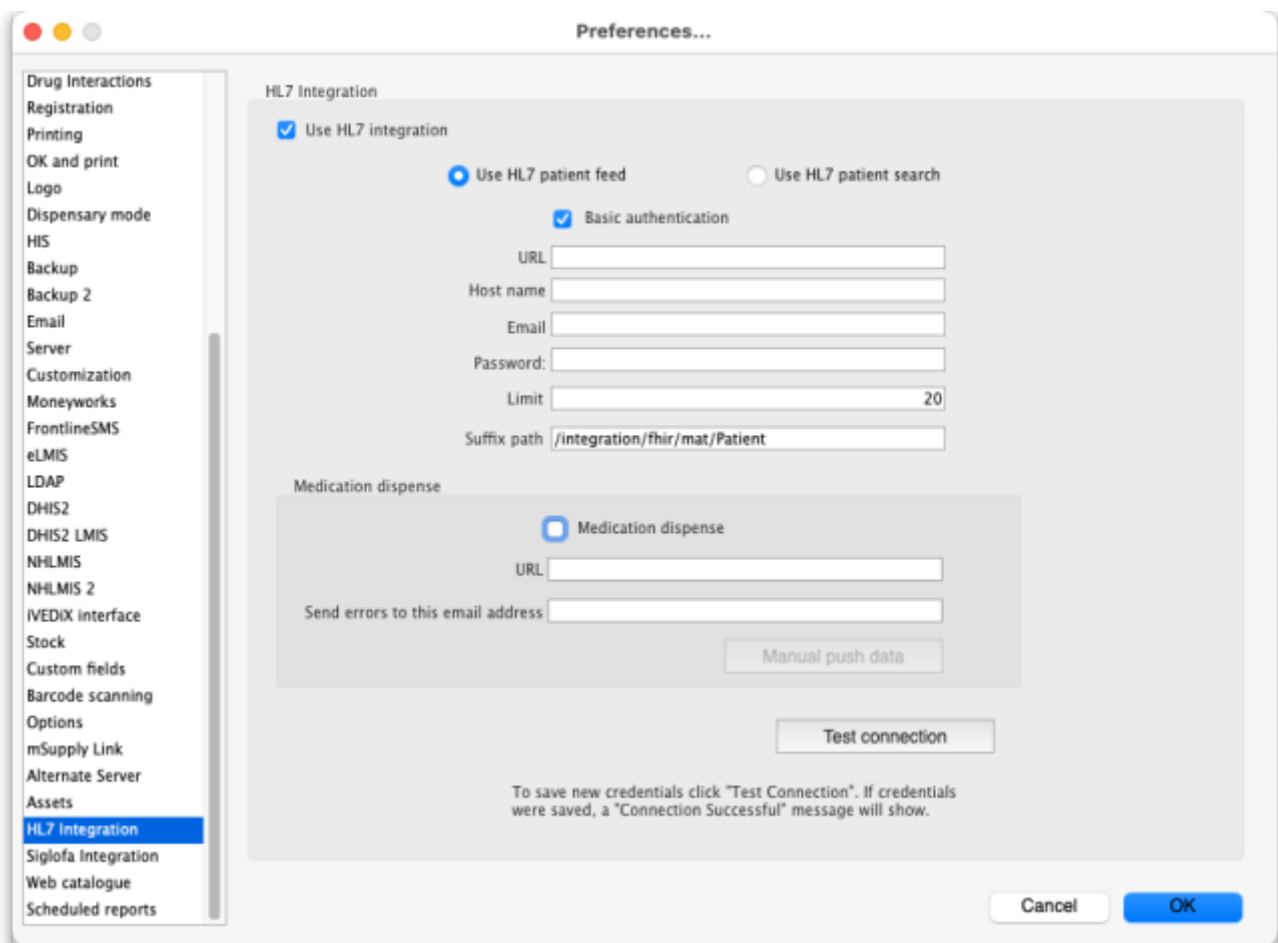 Preferences...
Drug Interactions
Registration
Printing
OK and print
Logo
Dispensary mode
HIS
Backup
Backup 2
Email
Server
Customization
Moneyworks
FrontlineSMS
eLMIS
LDAP
DHIS2
DHIS2 LMIS
NHLMIS
NHLMIS 2
iVEDiX interface
Stock
Custom fields
Barcode scanning
Options
mSupply Link
Alternate Server
Assets
HL7 Integration
Siglofa Integration
Web catalogue
Scheduled reports
HL7 Integration
Use HL7 integration
Use HL7 patient feed Use HL7 patient search
Basic authentication
URL
Host name
Email
Password:
Limit 20
Suffix path /integration/fhir/mat/Patient
Medication dispense
Medication dispense
URL
Send errors to this email address
Manual push data
Test connection
To save new credentials click "Test Connection". If credentials
were saved, a "Connection Successful" message will show.
Cancel OK